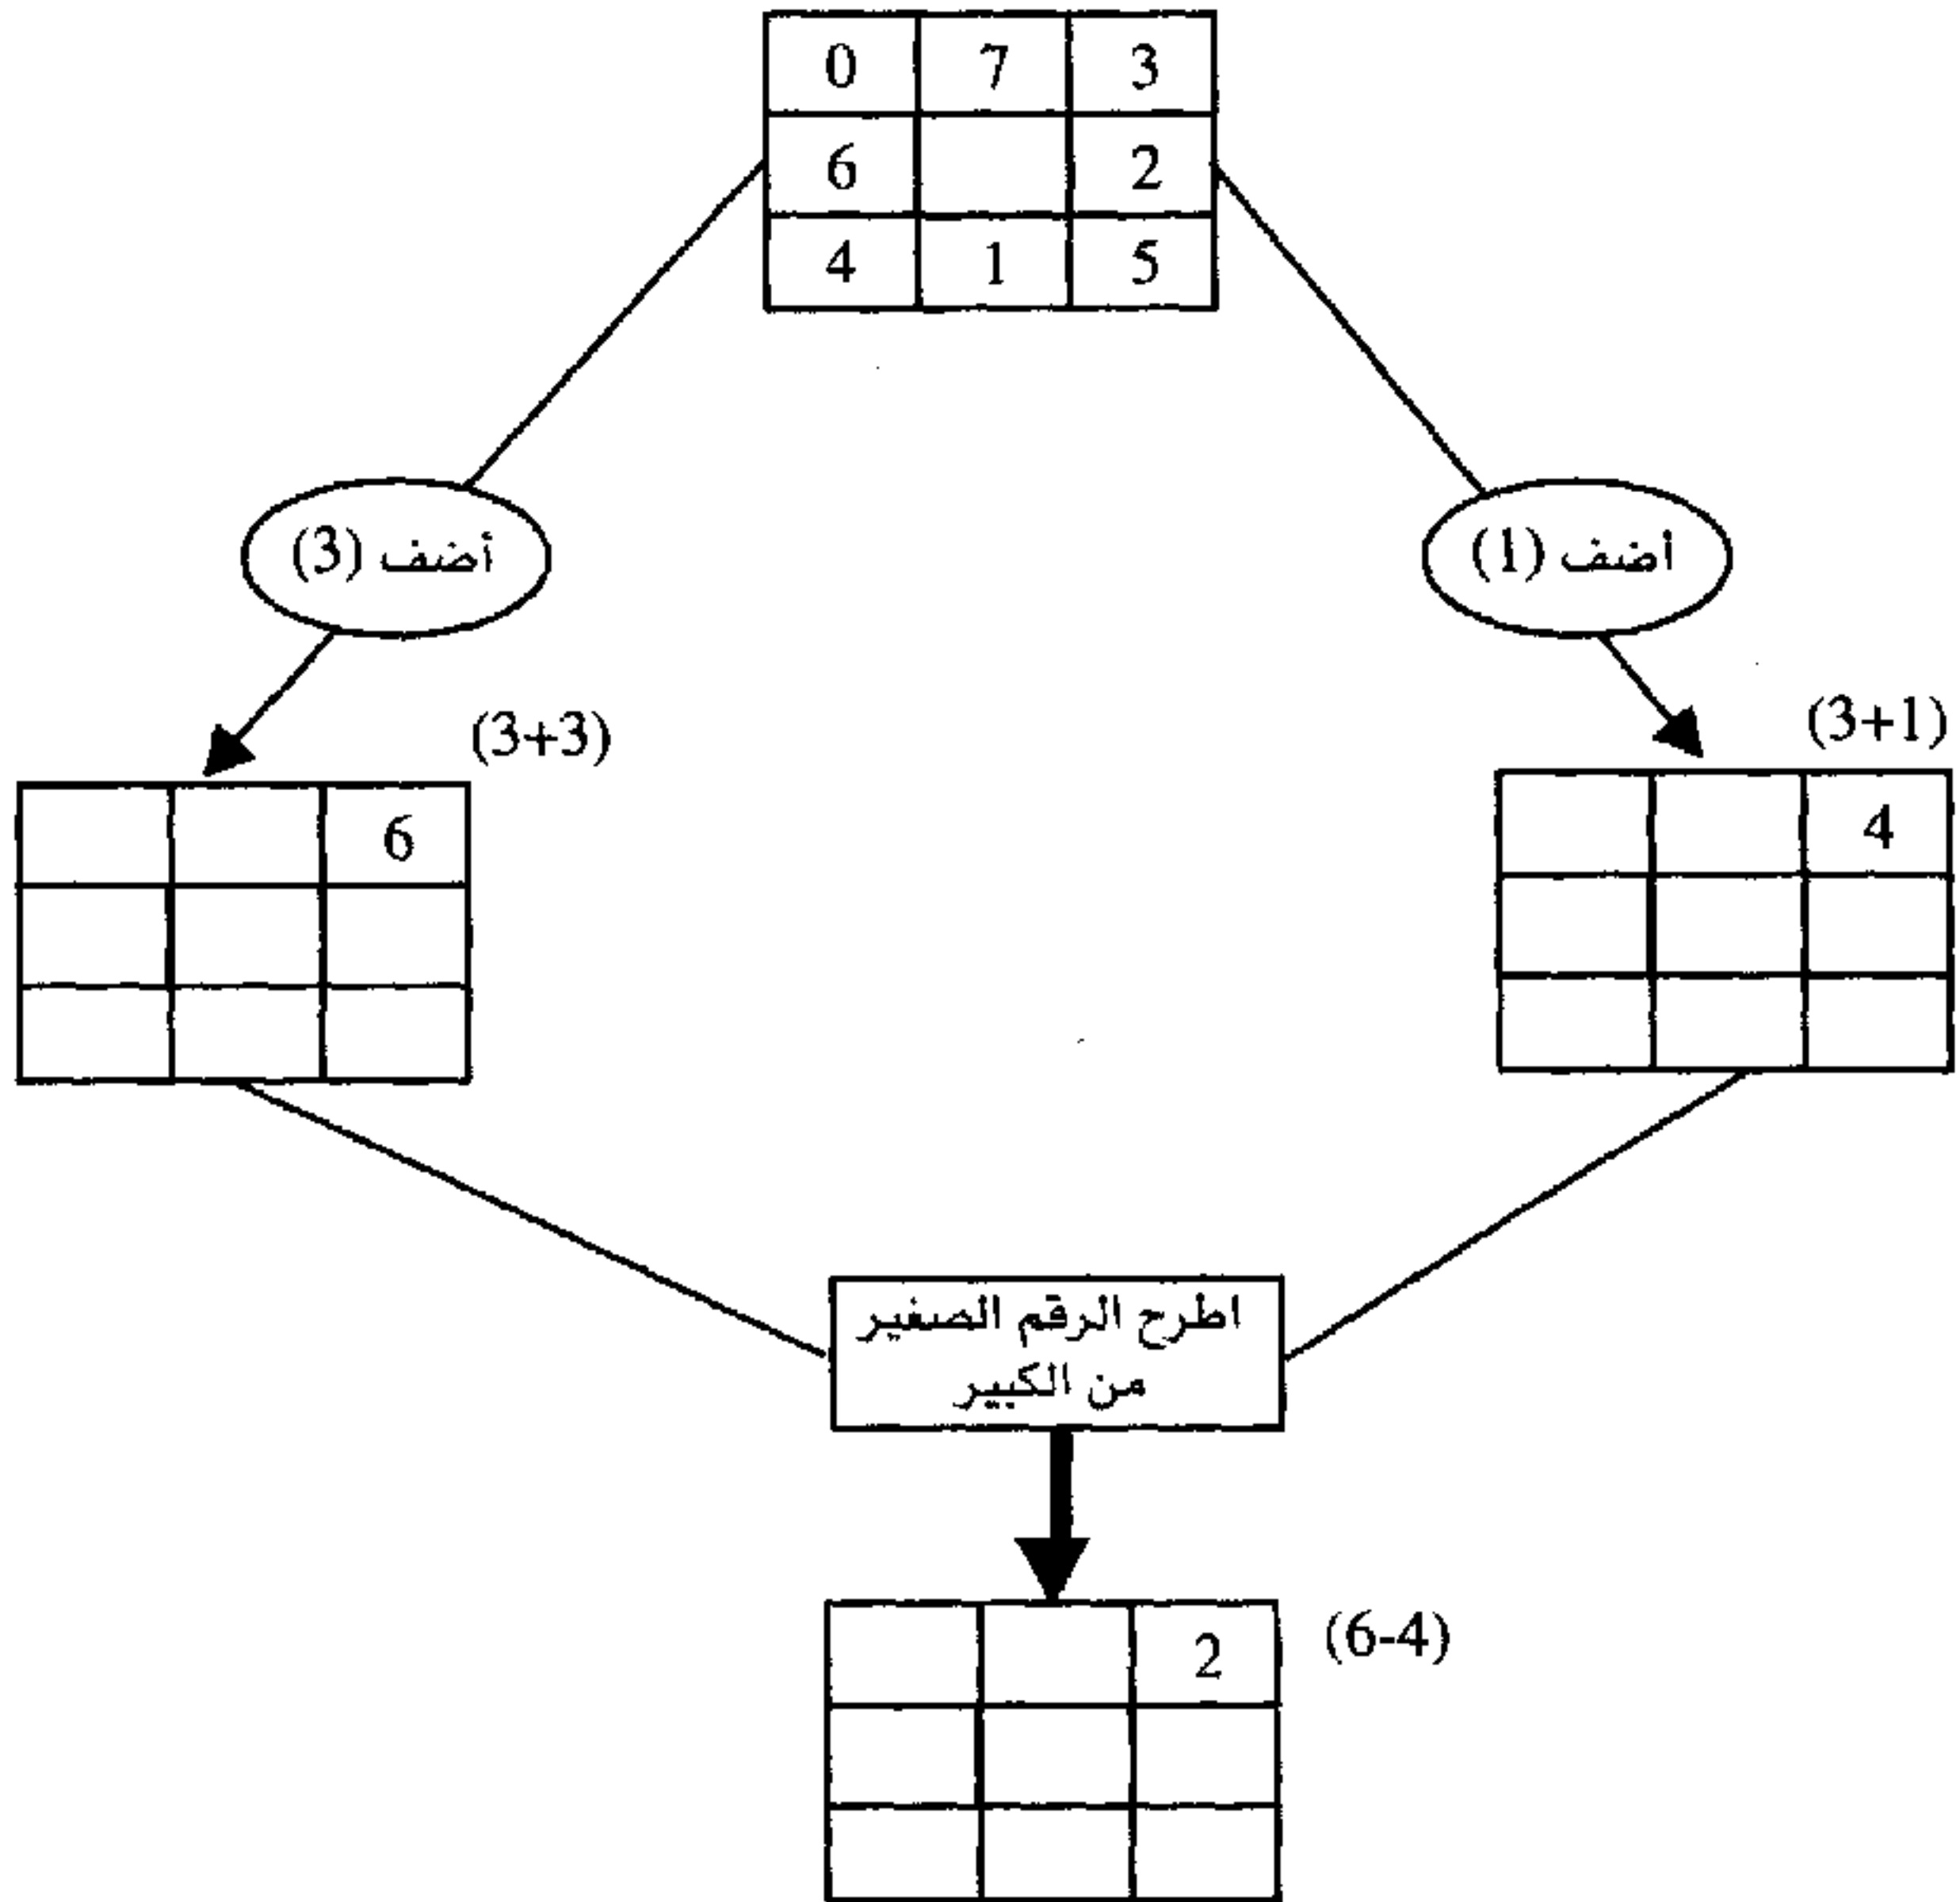 0 7 3
6 2
4 1 5
أضف (3)
أضف (1)
(3+3)
(3+1)
6
4
اطرح الرقم الصغير
من الكبير
2
(6-4)